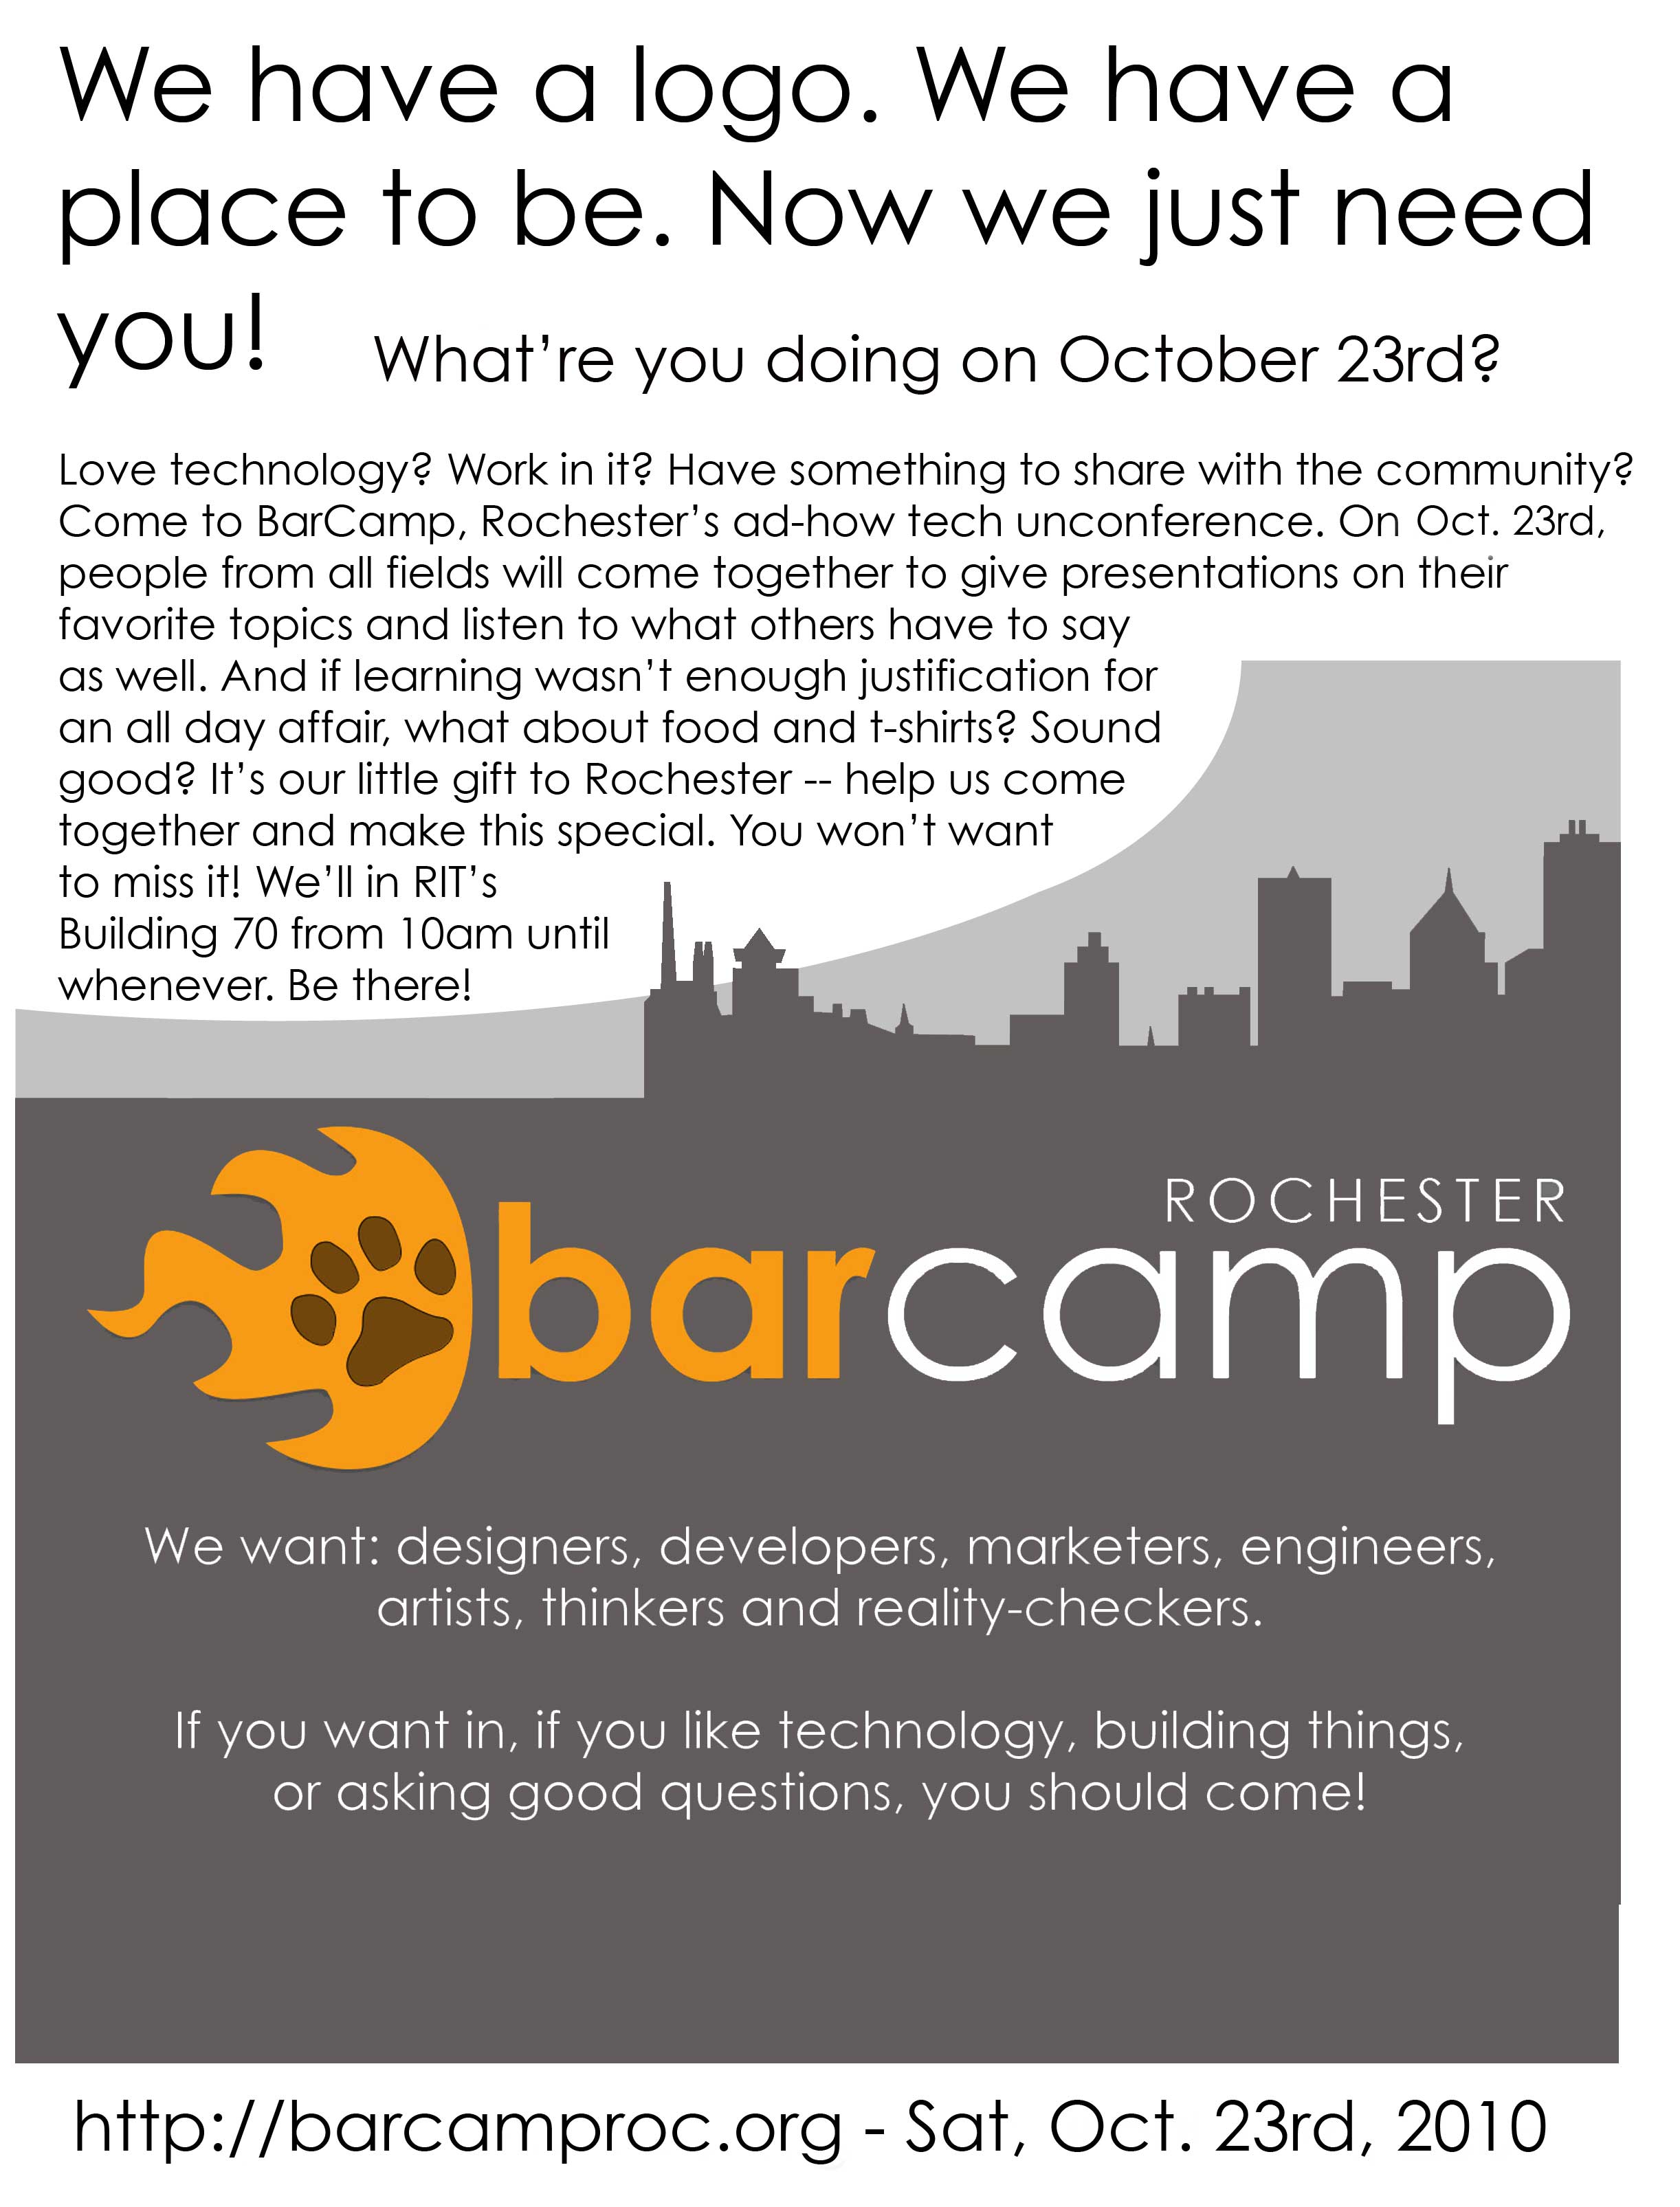 We have a logo. We have a
place to be. Now we just need
you! What're you doing on October 23rd?
Love technology? Work in it? Have something to share with the community?
Come to BarCamp, Rochester's ad-how tech unconference. On Oct. 23rd,
people from all fields will come together to give presentations on their
favorite topics and listen to what others have to say
as well. And if learning wasn't enough justification for
an all day affair, what about food and t-shirts? Sound
good? It's our little gift to Rochester -- help us come
together and make this special. You won't want
to miss it! We'll in RIT's
Building 70 from 10am until
whenever. Be there!
ROCHESTER
barcamp
We want: designers, developers, marketers, engineers,
artists, thinkers and reality-checkers.
If you want in, if you like technology, building things,
or asking good questions, you should come!
http://barcamproc.org - Sat, Oct. 23rd, 2010